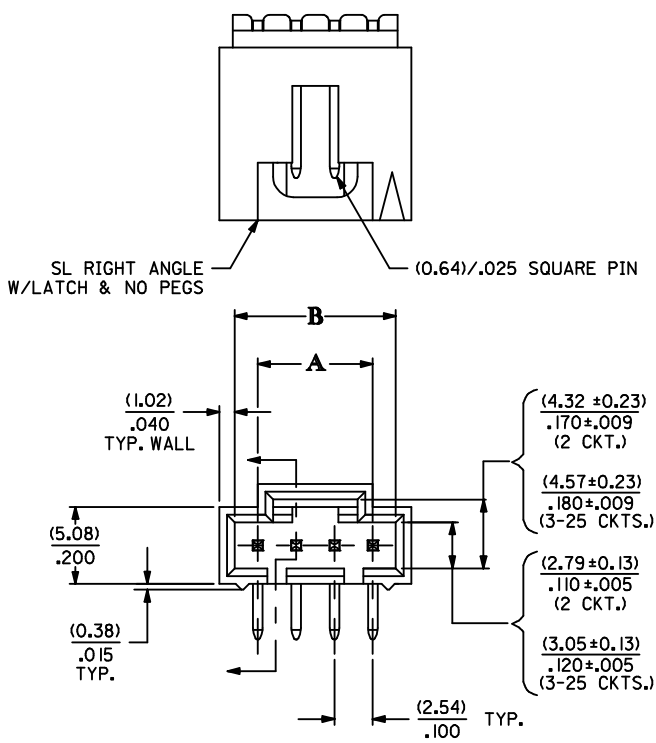 SL RIGHT ANGLE
W/LATCH & NO PEGS
(0.64)/.025 SQUARE PIN
B
A
(1.02)
.040
TYP. WALL
(4.32 ±0.23)
.170±.009
(2 CKT.)
(4.57±0.23)
.180±.009
(3-25 CKTS.)
(5.08)
.200
(2.79±0.13)
.110±.005
(2 CKT.)
(0.38)
.015
TYP.
(3.05±0.13)
.120±.005
(3-25 CKTS.)
(2.54)
.100
TYP.